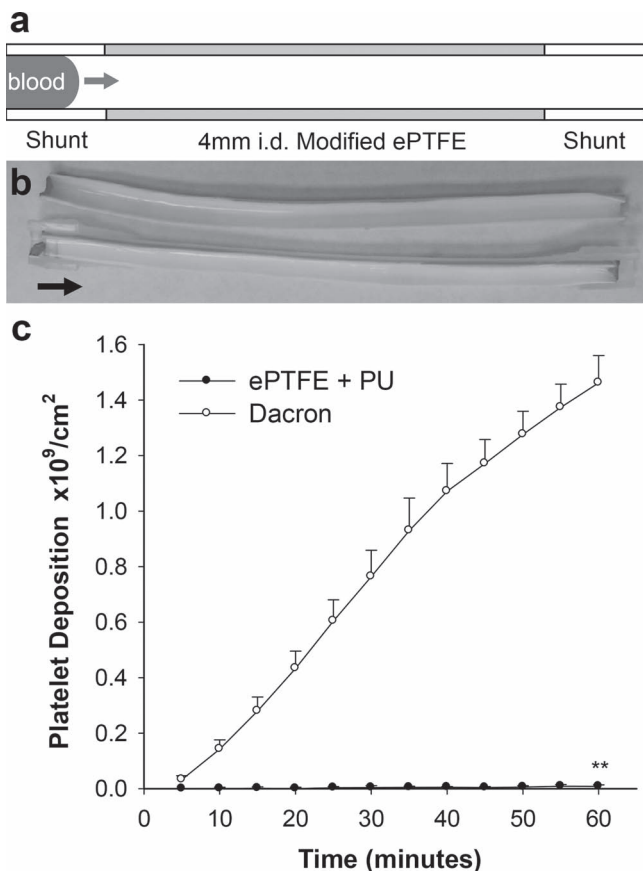 a
blood
Shunt 4mm i.d. Modified ePTFE Shunt
b
c
1.6
1.4
1.2
1.0
0.8
0.6
0.4
0.2
0.0
Platelet Deposition x10⁹/cm²
ePTFE + PU
Dacron
**
0 10 20 30 40 50 60
Time (minutes)